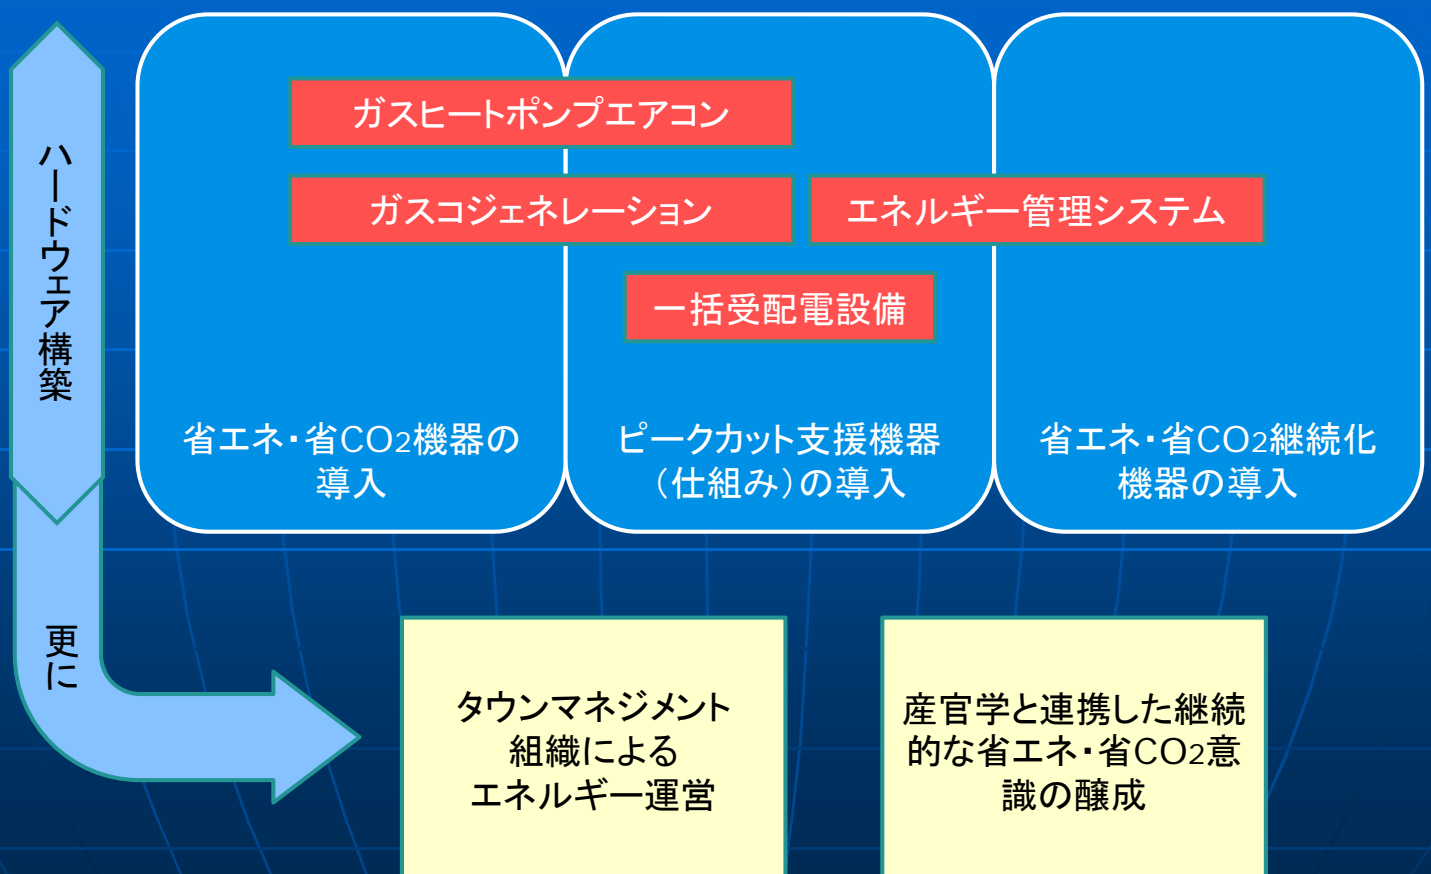 ハードウェア構築
ガスヒートポンプエアコン
ガスコジェネレーション
エネルギー管理システム
一括受配電設備
省エネ・省CO2機器の
導入
ピークカット支援機器
（仕組み）の導入
省エネ・省CO2継続化
機器の導入
更に
タウンマネジメント
組織による
エネルギー運営
産官学と連携した継続
的な省エネ・省CO2意
識の醸成